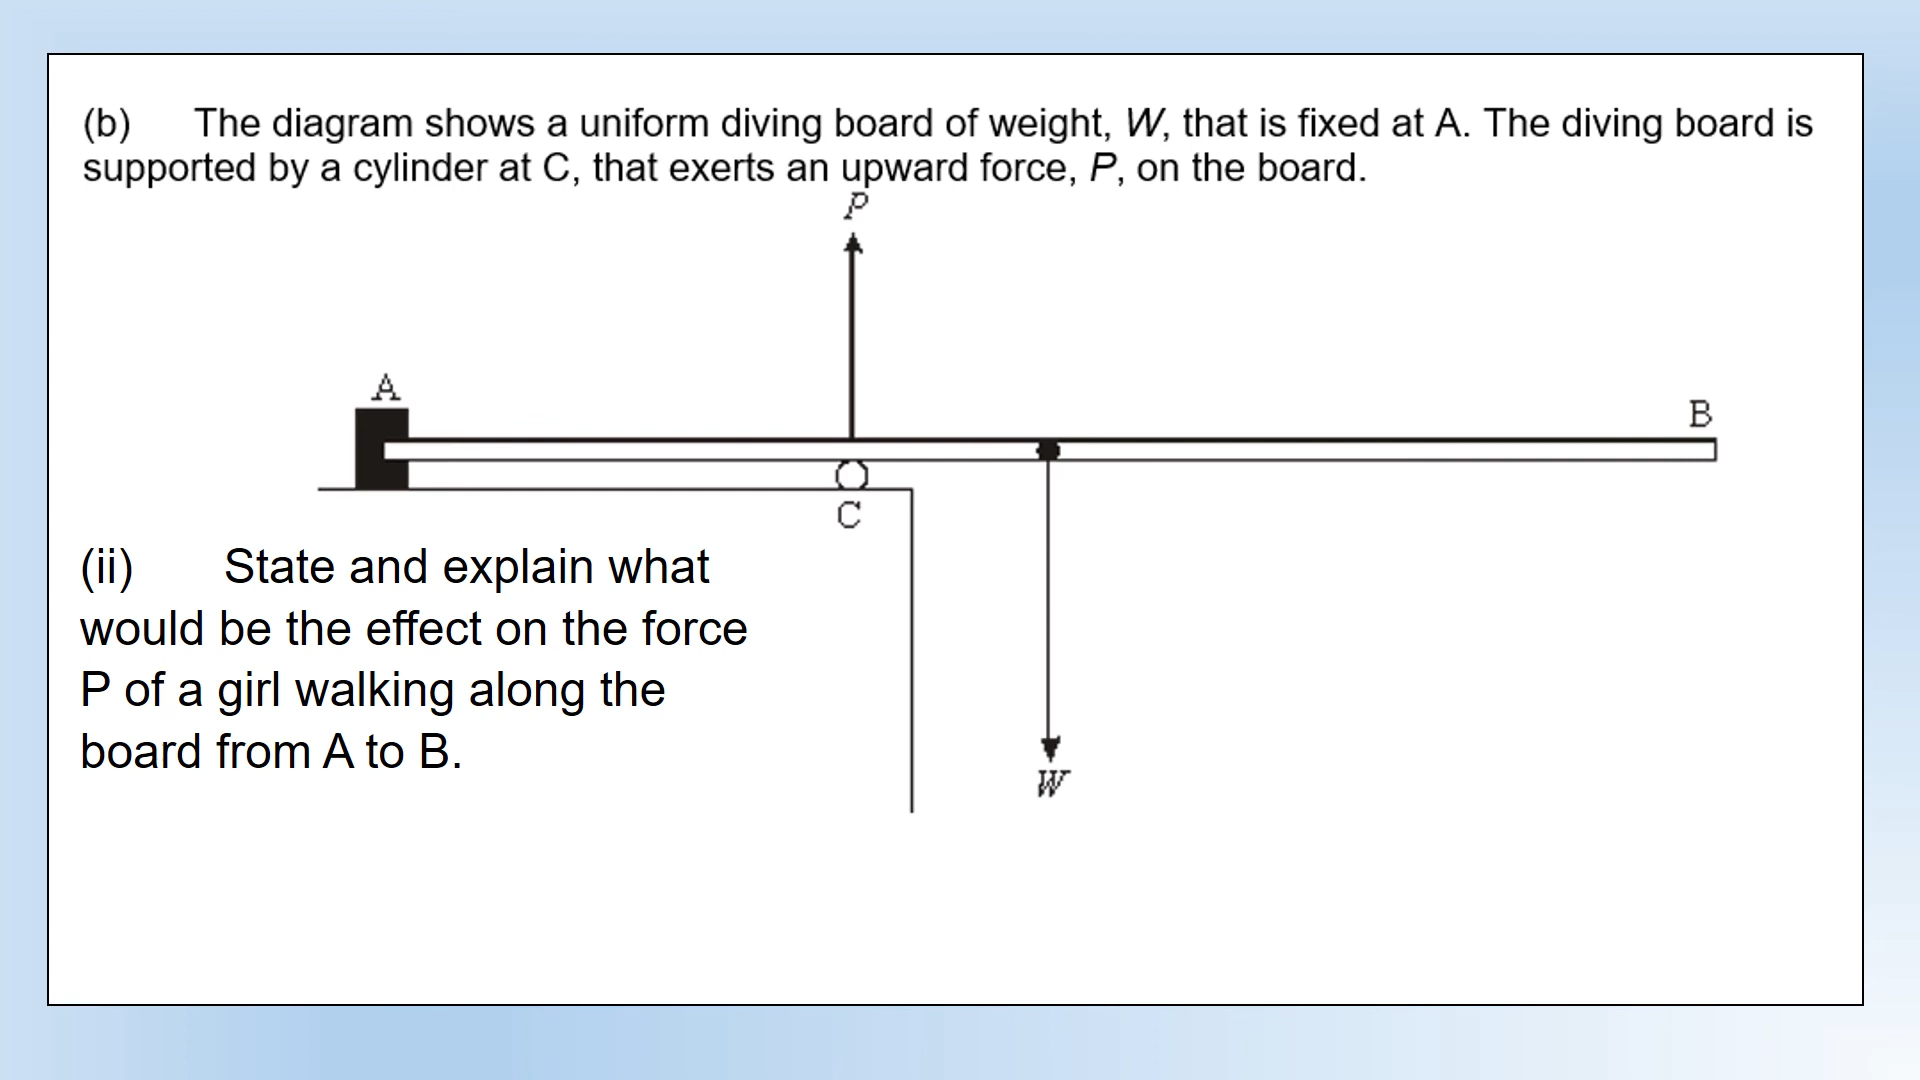 (b) The diagram shows a uniform diving board of weight, W, that is fixed at A. The diving board is
supported by a cylinder at C, that exerts an upward force, P, on the board.
P
A
B
C
(ii) State and explain what
would be the effect on the force
P of a girl walking along the
board from A to B.
W